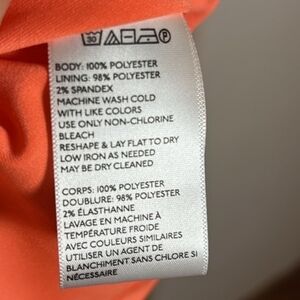 30 P
BODY: 100% POLYESTER
LINING: 98% POLYESTER
2% SPANDEX
MACHINE WASH COLD
WITH LIKE COLORS
USE ONLY NON-CHLORINE
BLEACH
RESHAPE & LAY FLAT TO DRY
LOW IRON AS NEEDED
MAY BE DRY CLEANED
CORPS: 100% POLYESTER
DOUBLURE: 98% POLYESTER
2% ÉLASTHANNE
LAVAGE EN MACHINE À
TEMPÉRATURE FROIDE
AVEC COULEURS SIMILAIRES
UTILISER UN AGENT DE
BLANCHIMENT SANS CHLORE SI
NÉCESSAIRE